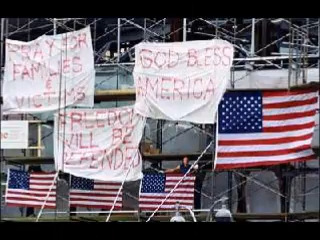 PRAY FOR
FAMILIES
&
VICTIMS
GOD BLESS
AMERICA
FREEDOM
WILL BE
DEFENDED